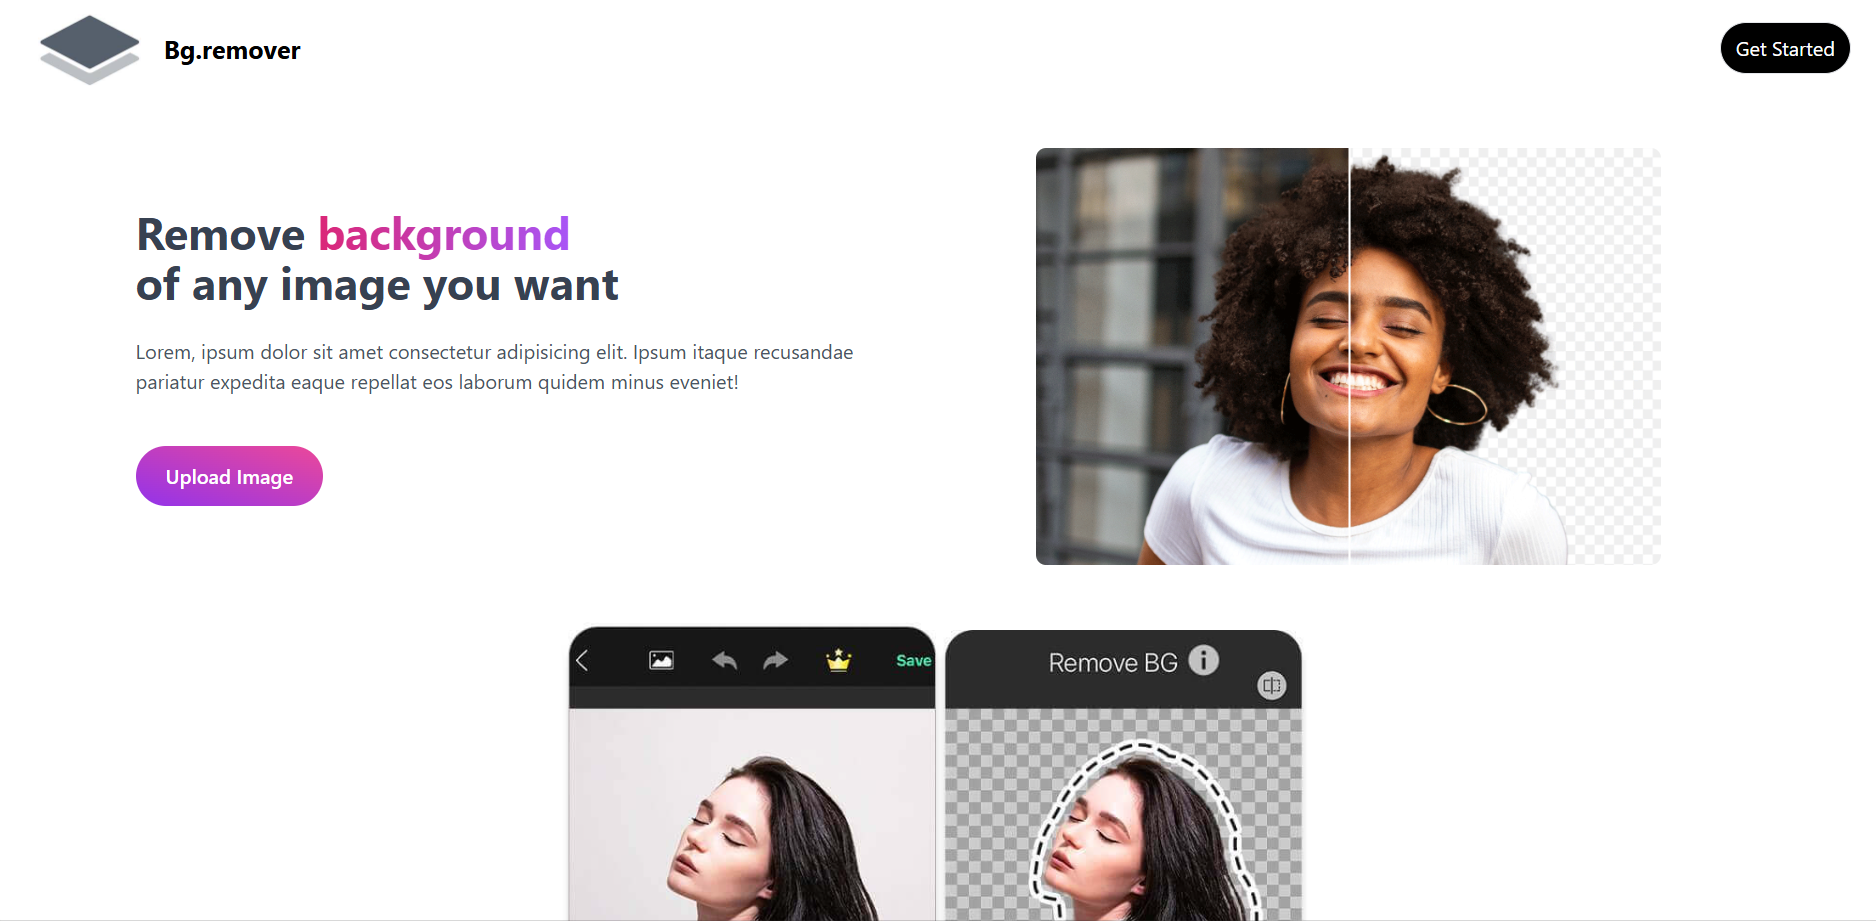 Bg.remover
Get Started
Remove background
of any image you want
Lorem, ipsum dolor sit amet consectetur adipisicing elit. Ipsum itaque recusandae
pariatur expedita eaque repellat eos laborum quidem minus eveniet!
Upload Image
Save
Remove BG i